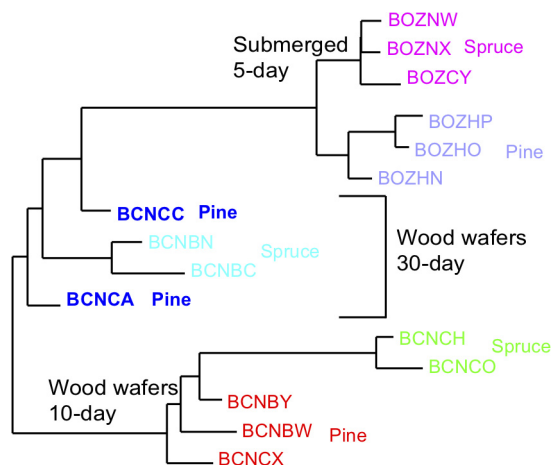 BOZNW
Submerged
5-day
BOZNX Spruce
BOZCY
BOZHP
BOZHO Pine
BOZHN
BCNCC Pine
BCNBN
Spruce
BCNBC
Wood wafers
30-day
BCNCA Pine
BCNCH
Spruce
BCNCO
Wood wafers
10-day
BCNBY
BCNBW Pine
BCNCX